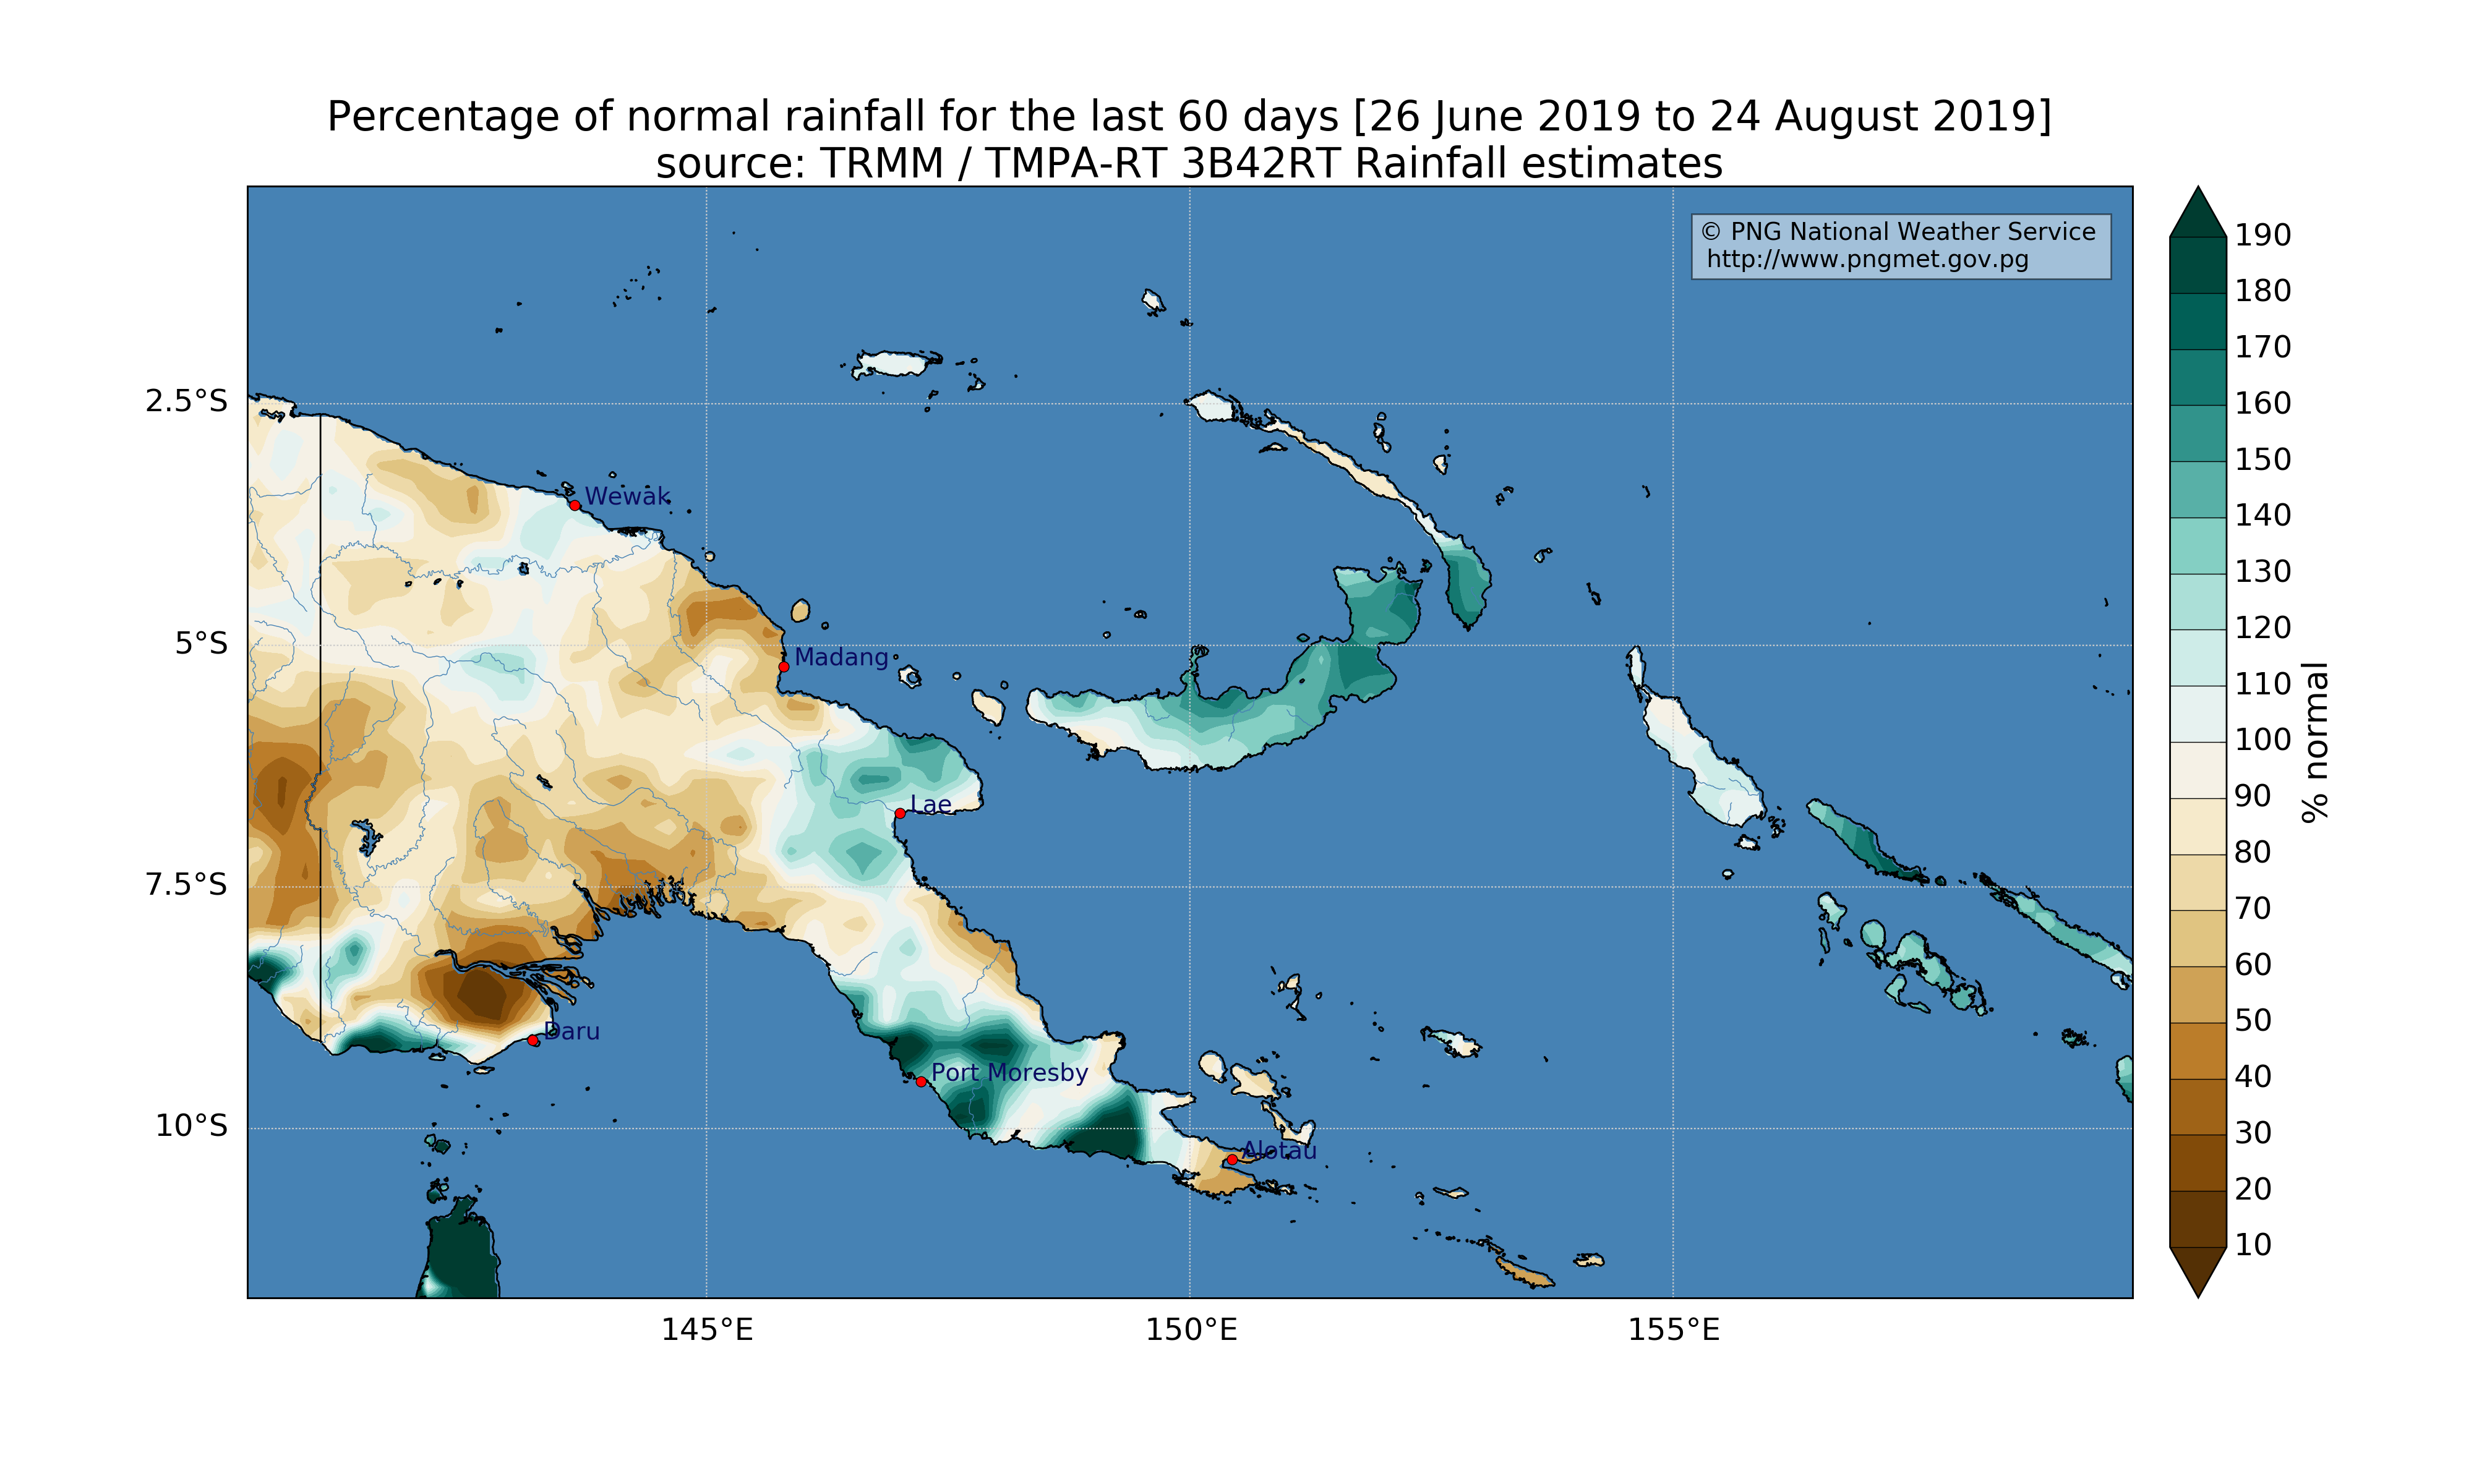 Percentage of normal rainfall for the last 60 days [26 June 2019 to 24 August 2019]
source: TRMM / TMPA-RT 3B42RT Rainfall estimates
© PNG National Weather Service
http://www.pngmet.gov.pg
2.5°S
5°S
7.5°S
10°S
Wewak
Madang
Lae
Daru
Port Moresby
Alotau
145°E
150°E
155°E
190
180
170
160
150
140
130
120
110
100
90
80
70
60
50
40
30
20
10
% normal